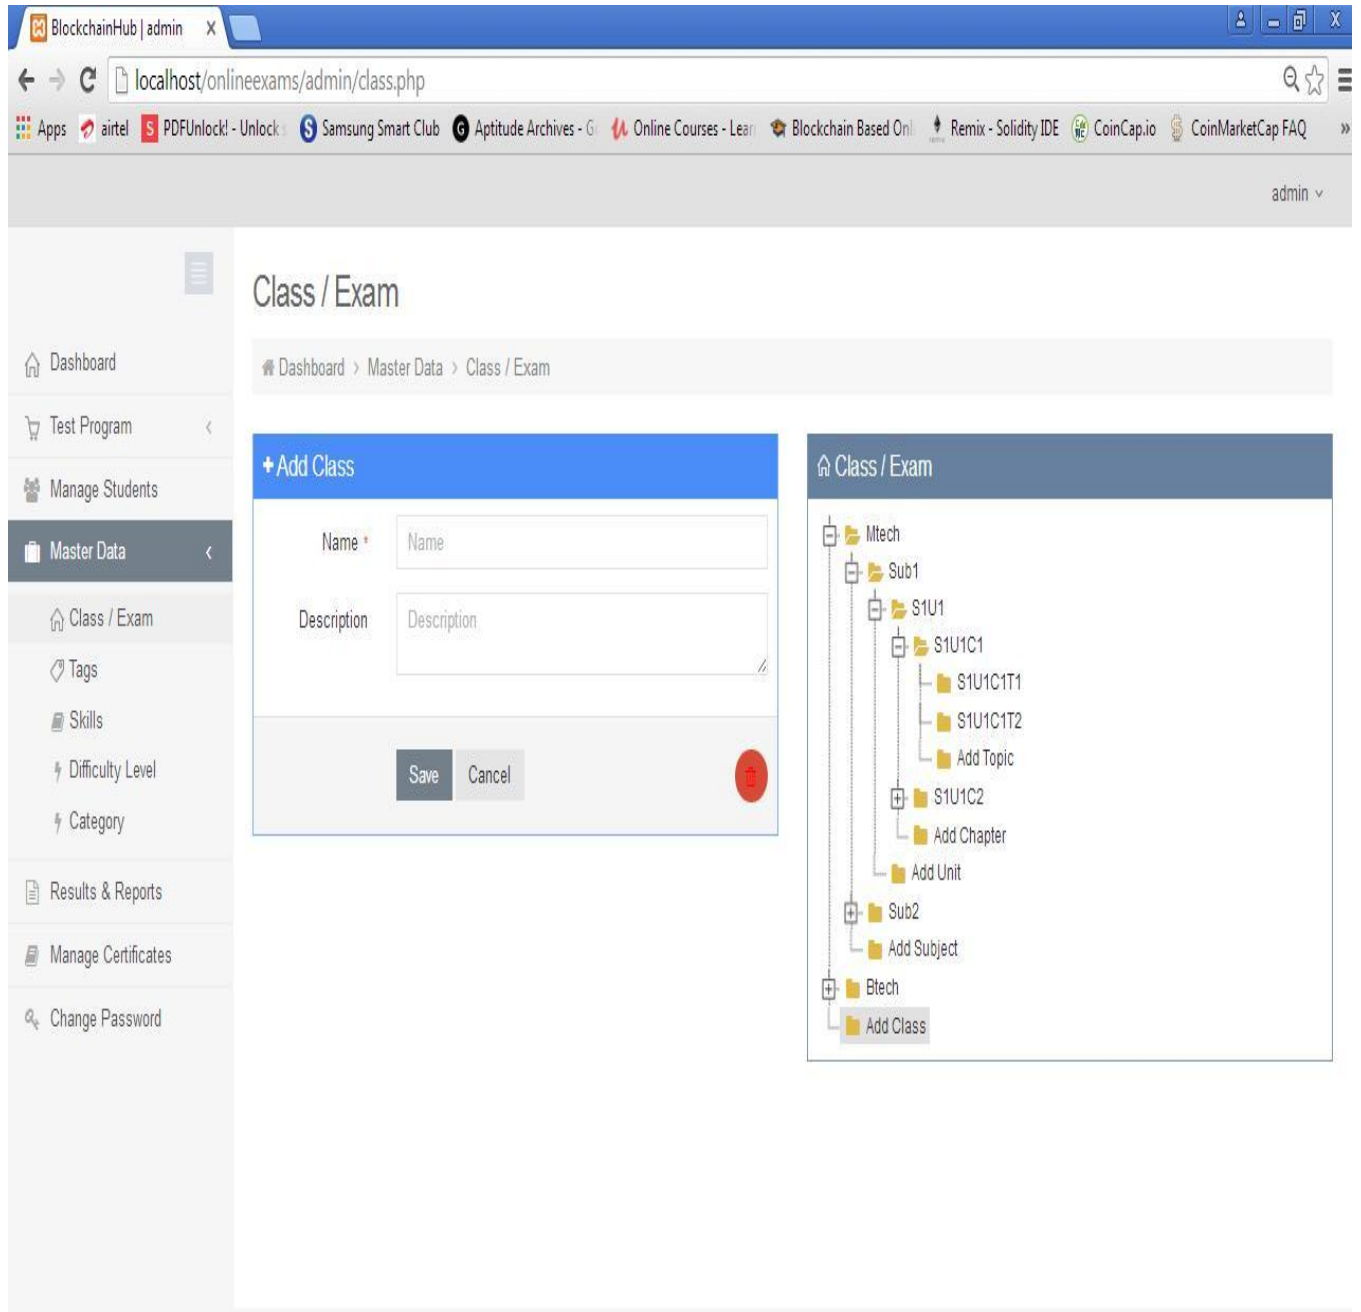 BlockchainHub | admin
localhost/onlineexams/admin/class.php
Apps airtel PDFUnlock! - Unlock Samsung Smart Club Aptitude Archives - G Online Courses - Lear Blockchain Based Onl Remix - Solidity IDE CoinCap.io CoinMarketCap FAQ »
admin
Class / Exam
Dashboard > Master Data > Class / Exam
Dashboard
Test Program
Manage Students
Master Data
Class / Exam
Tags
Skills
Difficulty Level
Category
Results & Reports
Manage Certificates
Change Password
+ Add Class
Name *
Name
Description
Description
Save Cancel
Class / Exam
Mtech
Sub1
S1U1
S1U1C1
S1U1C1T1
S1U1C1T2
Add Topic
S1U1C2
Add Chapter
Add Unit
Sub2
Add Subject
Btech
Add Class